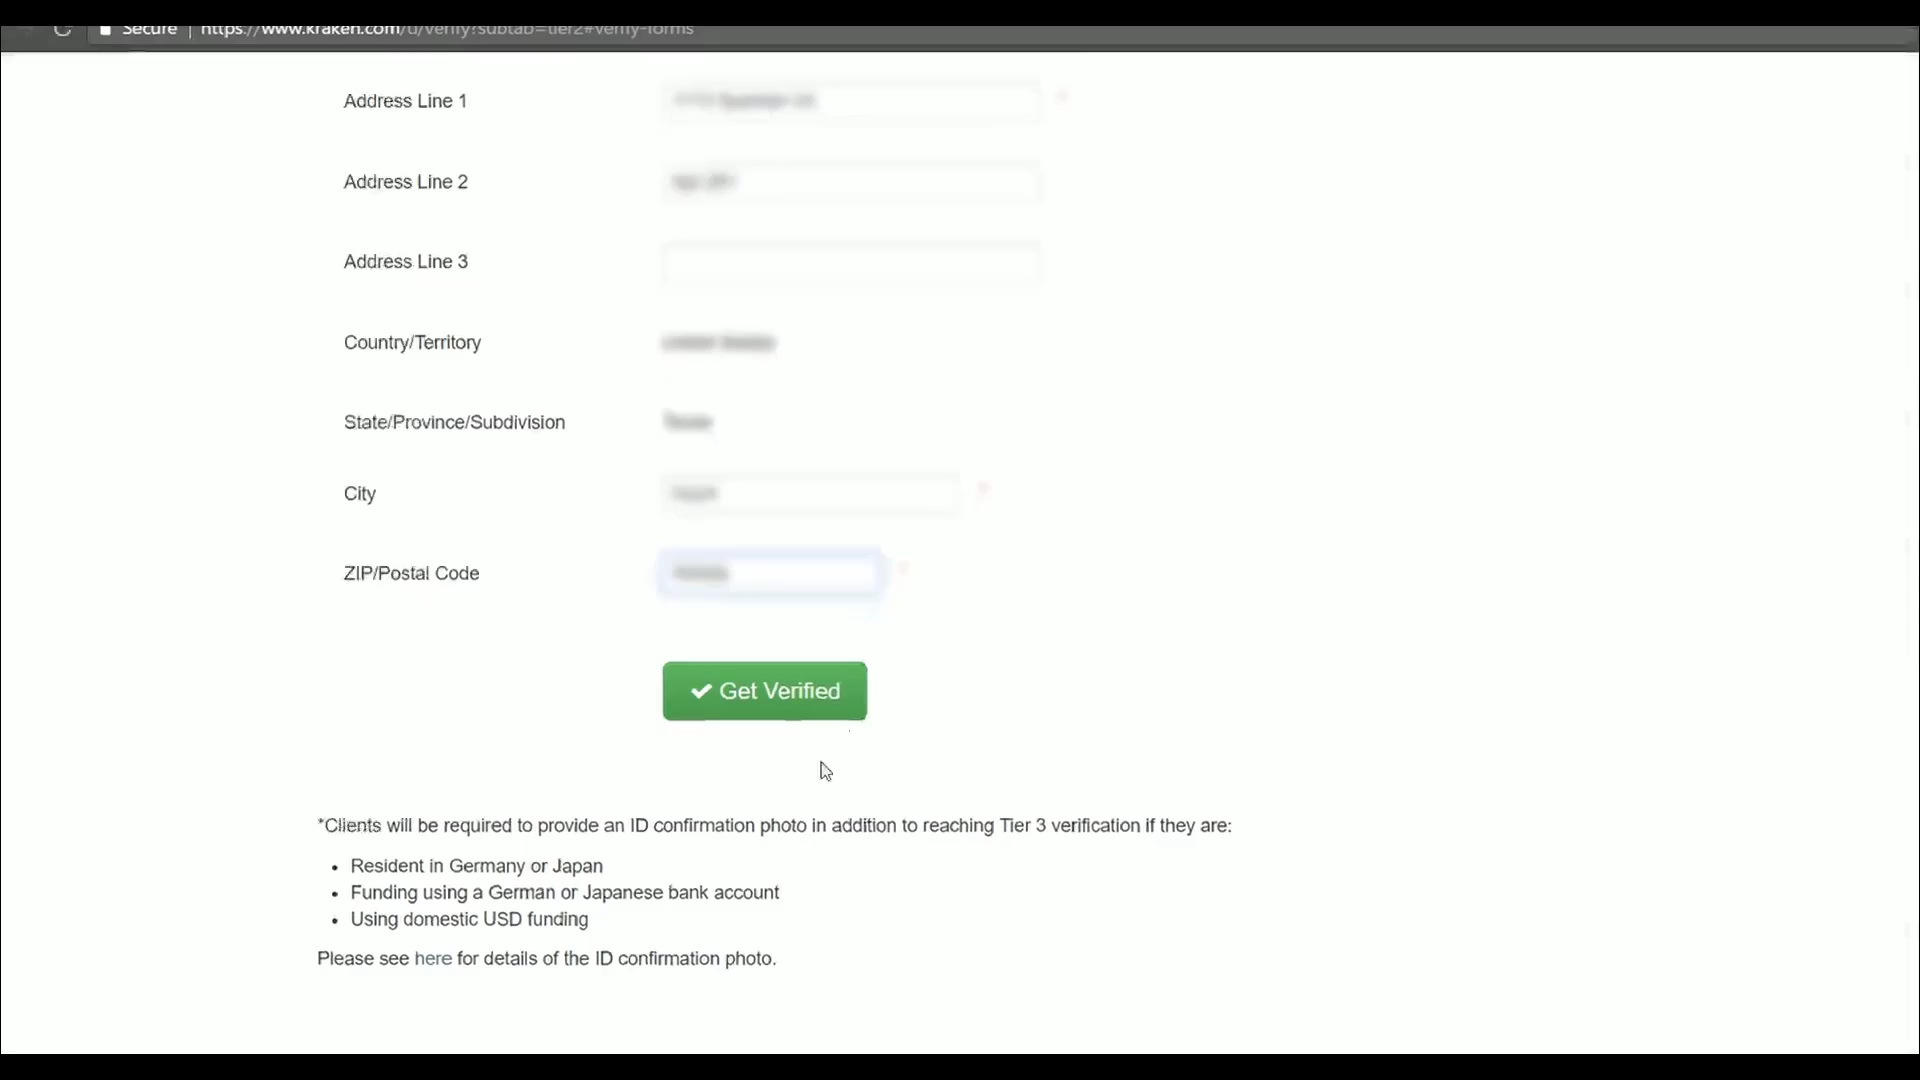 Secure | https://www.kraken.com/u/verify?subtab=tier2#verify-forms
Address Line 1
Address Line 2
Address Line 3
Country/Territory
State/Province/Subdivision
City
ZIP/Postal Code
Get Verified
*Clients will be required to provide an ID confirmation photo in addition to reaching Tier 3 verification if they are:
• Resident in Germany or Japan
• Funding using a German or Japanese bank account
• Using domestic USD funding
Please see here for details of the ID confirmation photo.